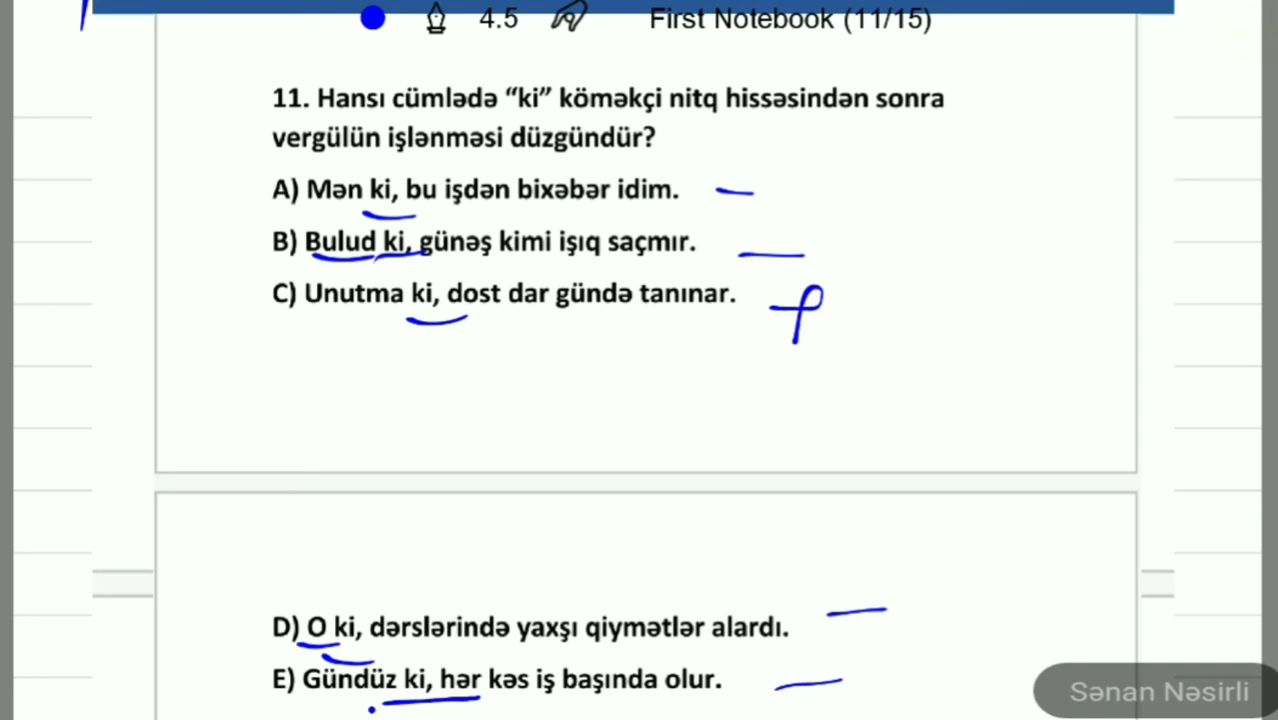 4.5 First Notebook (11/15)
11. Hansı cümlədə “ki” köməkçi nitq hissəsindən sonra
vergülün işlənməsi düzgündür?
A) Mən ki, bu işdən bixəbər idim.
B) Bulud ki, günəş kimi işıq saçmır.
C) Unutma ki, dost dar gündə tanınar.
D) O ki, dərslərində yaxşı qiymətlər alardı.
E) Gündüz ki, hər kəs iş başında olur.
Sənan Nəsirli